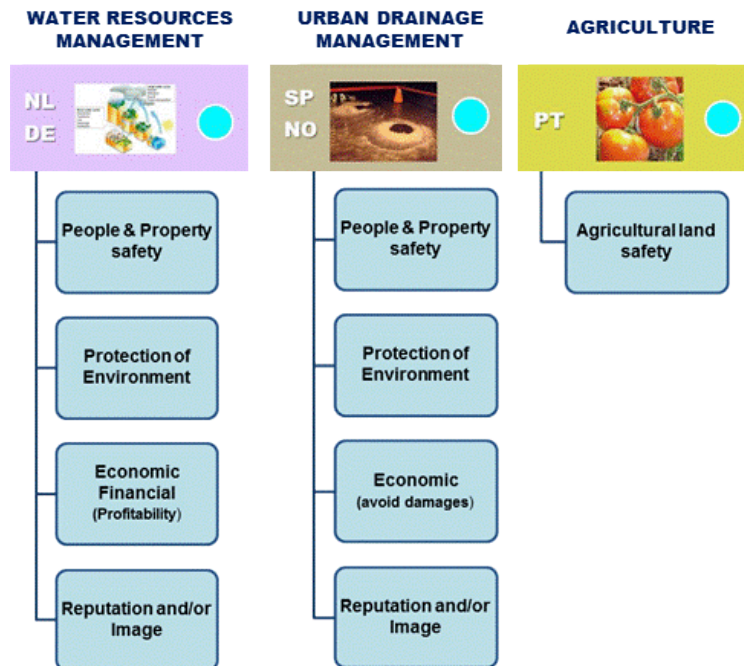 WATER RESOURCES
MANAGEMENT
NL
DE
People & Property
safety
Protection of
Environment
Economic
Financial
(Profitability)
Reputation and/or
Image
URBAN DRAINAGE
MANAGEMENT
SP
NO
People & Property
safety
Protection of
Environment
Economic
(avoid damages)
Reputation and/or
Image
AGRICULTURE
PT
Agricultural land
safety